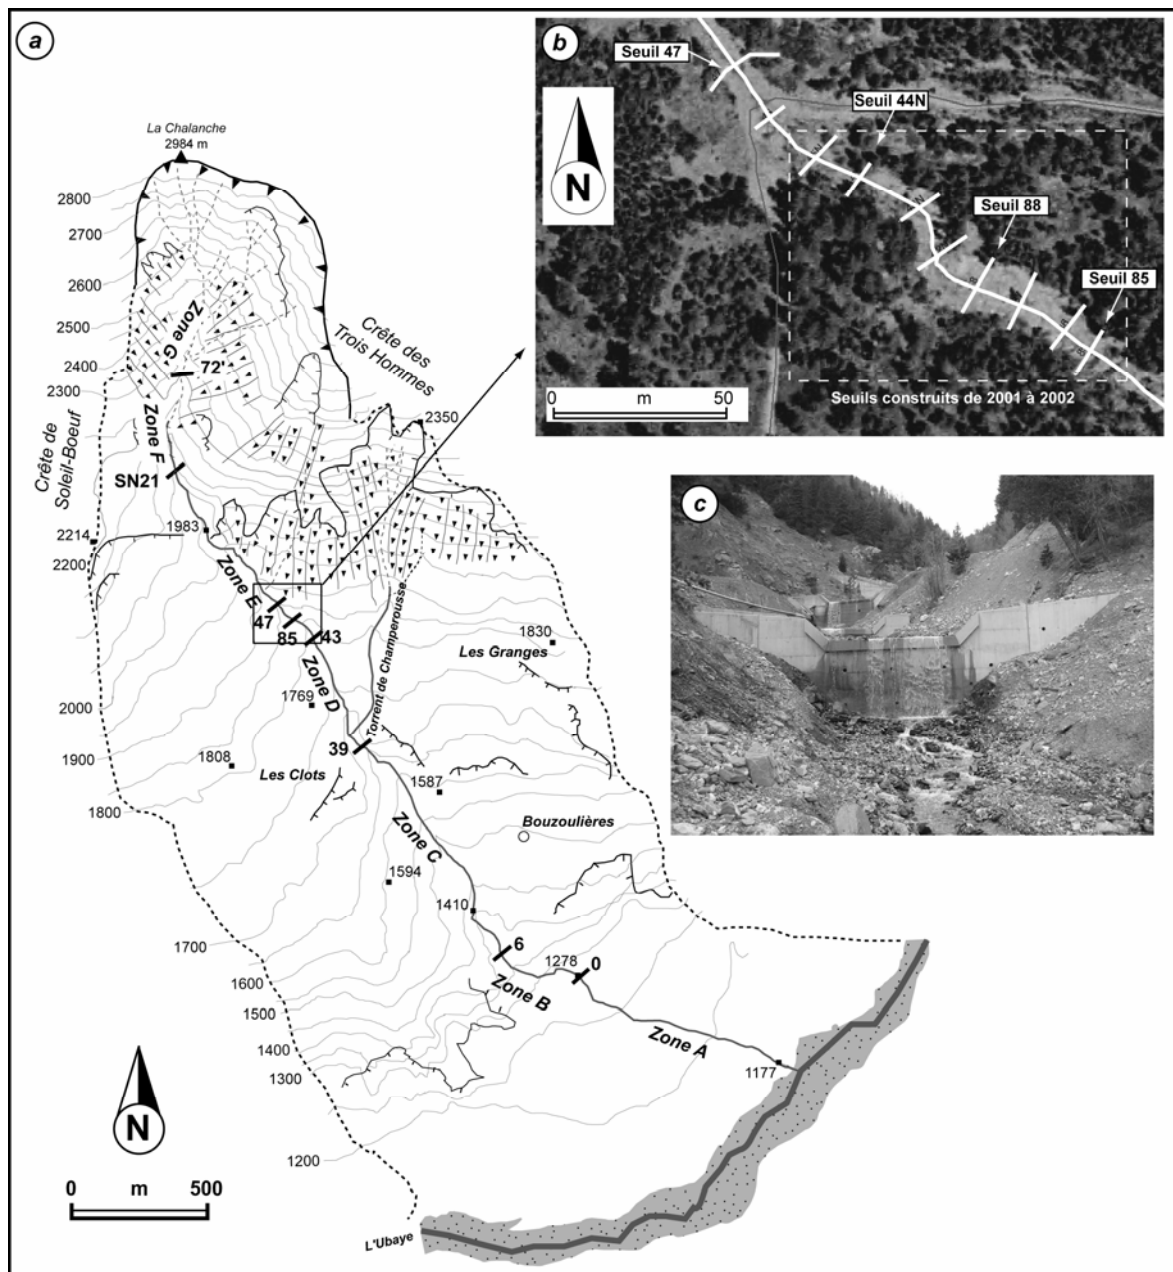 a
La Chalanche
2984 m
2800
2700
2600
2500
2400
2300
Zone G
72'
Crête des
Trois Hommes
2350
Zone F
Crête de
Soleil-Boeuf
SN21
2214
2200
1983
Zone E
47
85
43
Torrent de Champerousse
1830
Les Granges
Zone D
1769
2000
39
1900
1808
Les Clots
1587
1800
Zone C
Bouzoulières
1594
1410
1700
6
1278
0
1600
Zone B
1500
Zone A
1400
1300
1177
N
1200
0 m 500
L'Ubaye
b
Seuil 47
Seuil 44N
N
Seuil 88
Seuil 85
0 m 50
Seuils construits de 2001 à 2002
c